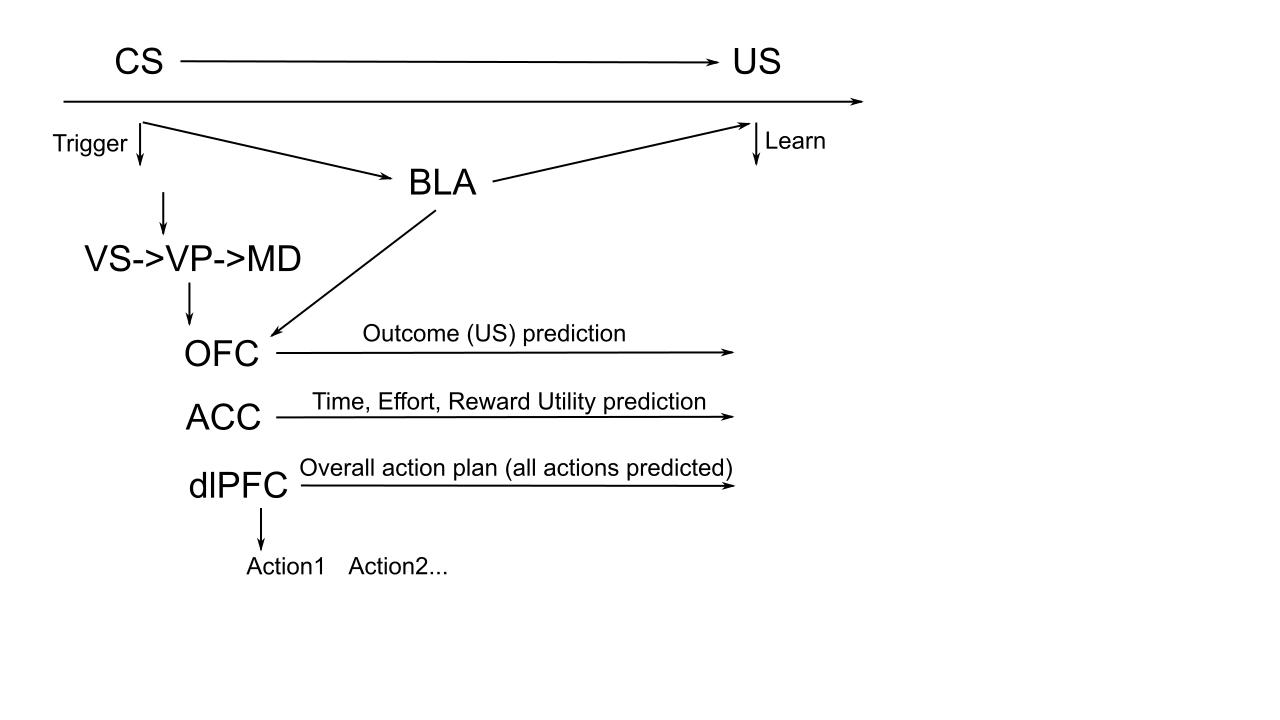 CS US
Trigger Learn
BLA
VS->VP->MD
Outcome (US) prediction
OFC
Time, Effort, Reward Utility prediction
ACC
Overall action plan (all actions predicted)
dlPFC
Action1 Action2...